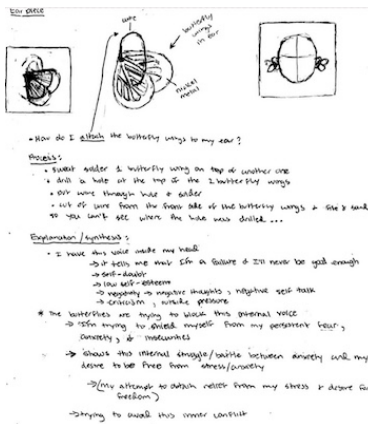 Ear piece
wire
butterfly
wings
in ear
nickel
metal
• How do I attach the butterfly wings to my ear?
Process:
• sweat solder 1 butterfly wing on top of another one
• drill a hole at the top of the 2 butterfly wings
• put wire through hole & solder
• cut off wire from the front side of the butterfly wings & file & sand
so you can't see where the hole was drilled...
Explanation / synthesis:
• I have this voice inside my head
→ it tells me that I'm a failure & I'll never be good enough
→ self-doubt
→ low self-esteem
→ negativity → negative thoughts, negative self talk
→ criticism, outside pressure
* The butterflies are trying to block this internal voice
→ I'm trying to shield myself from my persistent fear,
anxiety, & insecurities
→ shows this internal struggle/battle between anxiety and my
desire to be free from stress/anxiety
→ (my attempt to attain relief from my stress & desire for
freedom)
→ trying to avoid this inner conflict